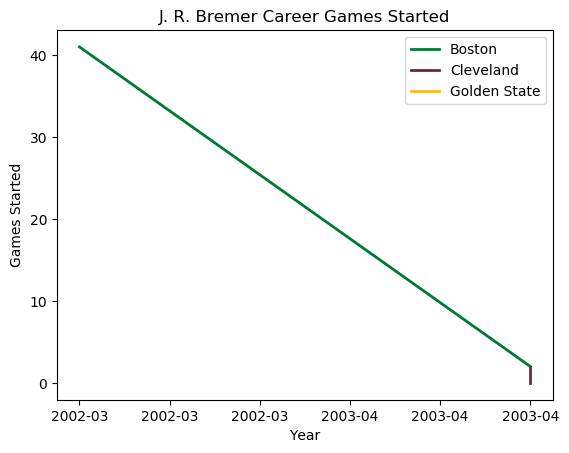 J. R. Bremer Career Games Started
Boston
Cleveland
Golden State
40
30
20
10
0
Games Started
2002-03 2002-03 2002-03 2003-04 2003-04 2003-04
Year